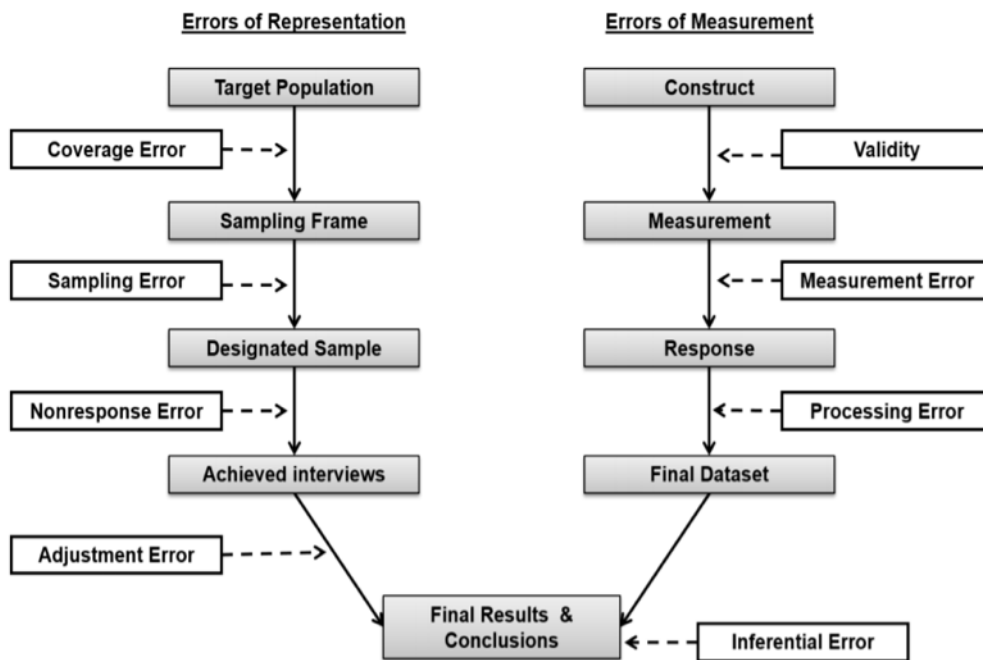 Errors of Representation
Errors of Measurement
Target Population
Construct
Coverage Error
Validity
Sampling Frame
Measurement
Sampling Error
Measurement Error
Designated Sample
Response
Nonresponse Error
Processing Error
Achieved interviews
Final Dataset
Adjustment Error
Final Results &
Conclusions
Inferential Error